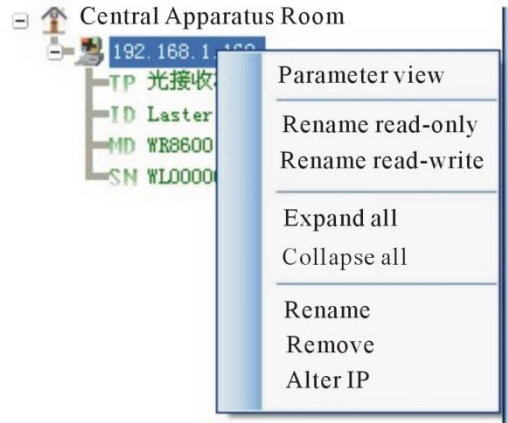 Central Apparatus Room
192.168.1.
TP 光接收
ID Laster
MD WR8600
SN WL0000
Parameter view
Rename read-only
Rename read-write
Expand all
Collapse all
Rename
Remove
Alter IP